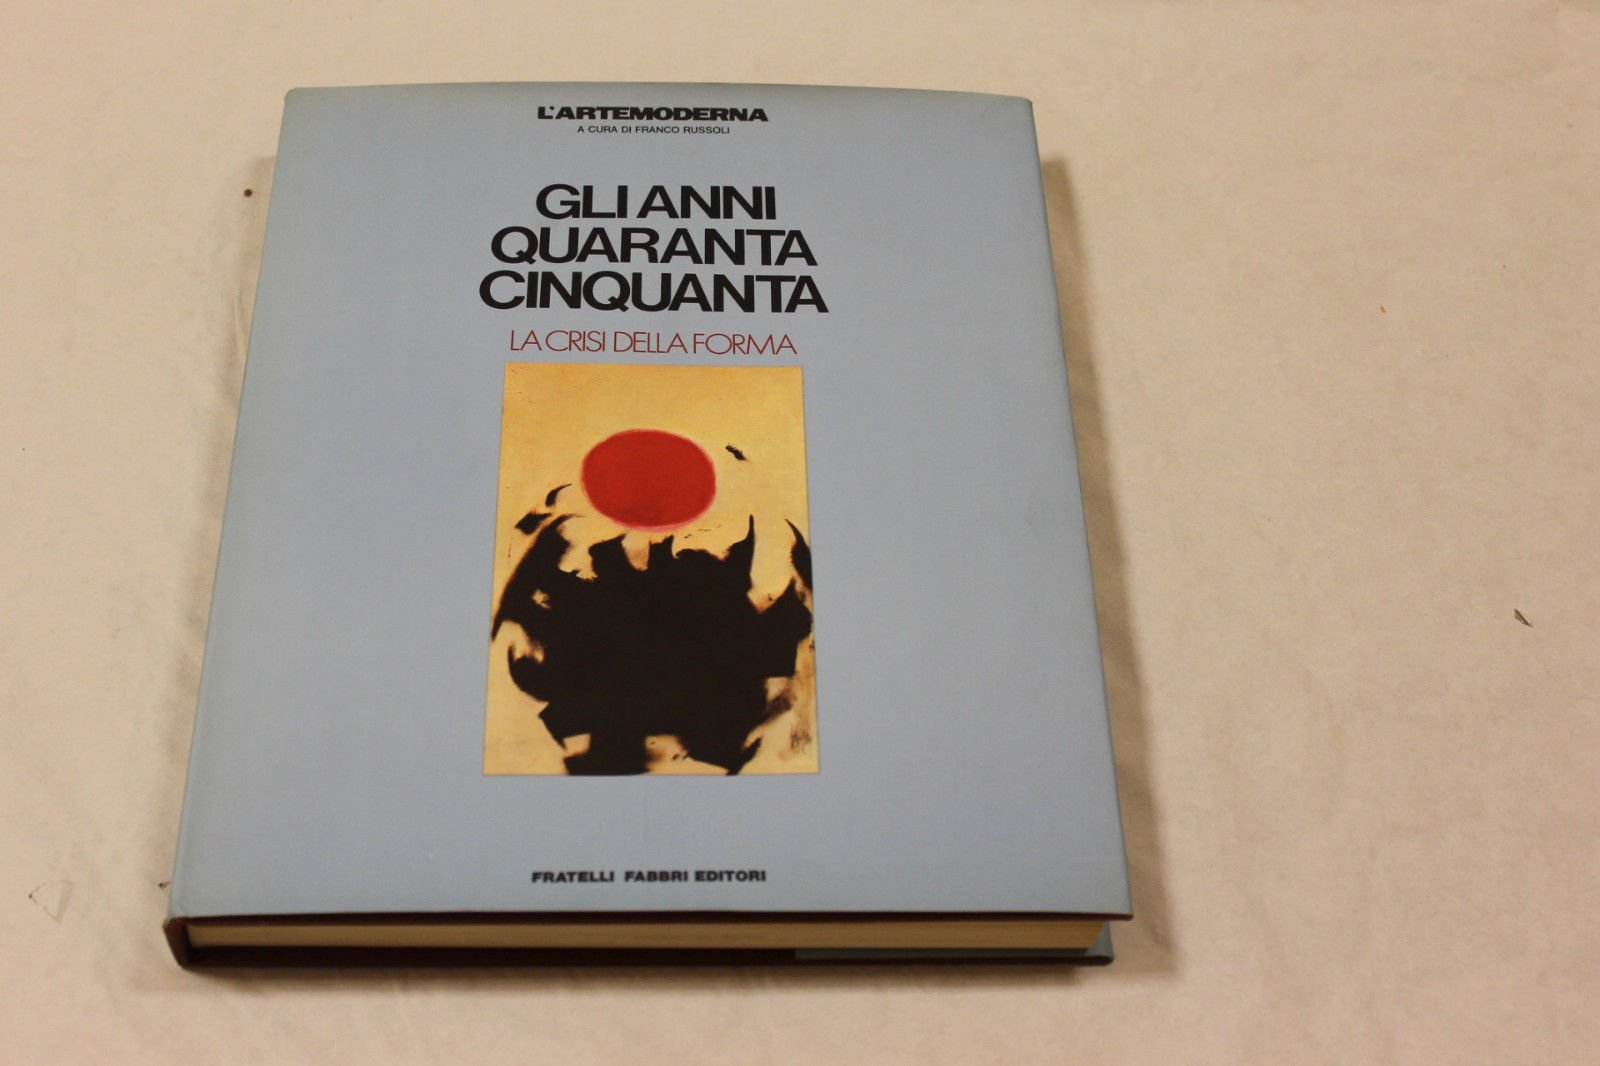 L'ARTEMODERNA
A CURA DI FRANCO RUSSOLI
GLI ANNI
QUARANTA
CINQUANTA
LA CRISI DELLA FORMA
FRATELLI FABBRI EDITORI